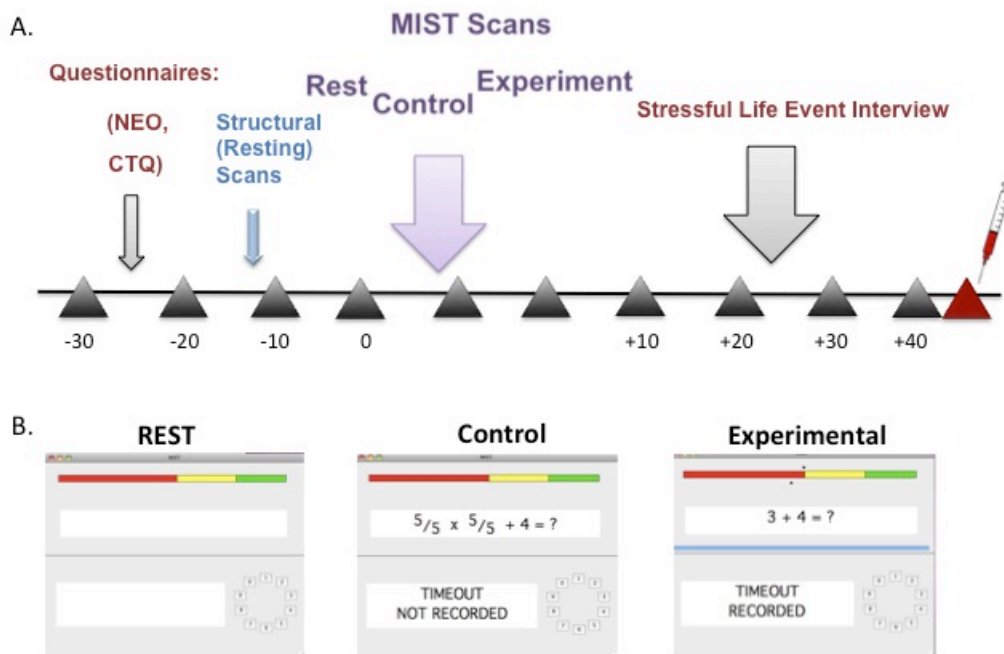 A.
MIST Scans
Questionnaires:
Rest Control Experiment
(NEO,
CTQ)
Structural
(Resting)
Scans
Stressful Life Event Interview
-30 -20 -10 0 +10 +20 +30 +40
B.
REST Control Experimental
MIST MIST
5/5 x 5/5 + 4 = ? 3 + 4 = ?
TIMEOUT
NOT RECORDED
TIMEOUT
RECORDED